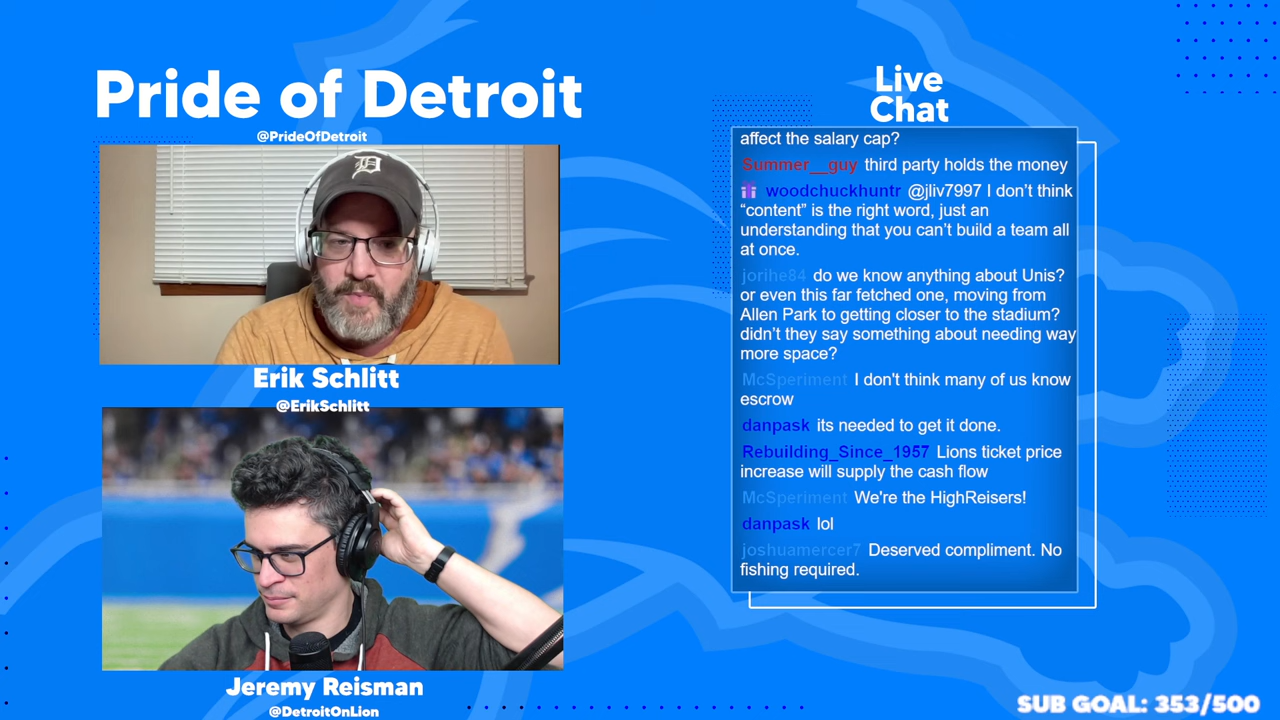 Pride of Detroit
@PrideOfDetroit
D
Erik Schlitt
@ErikSchlitt
Jeremy Reisman
@DetroitOnLion
Live
Chat
affect the salary cap?
Summer__guy third party holds the money
woodchuckhuntr @jliv7997 I don’t think
“content” is the right word, just an
understanding that you can’t build a team all
at once.
jorihe84 do we know anything about Unis?
or even this far fetched one, moving from
Allen Park to getting closer to the stadium?
didn’t they say something about needing way
more space?
McSperiment I don't think many of us know
escrow
danpask its needed to get it done.
Rebuilding_Since_1957 Lions ticket price
increase will supply the cash flow
McSperiment We're the HighReisers!
danpask lol
joshuamercer7 Deserved compliment. No
fishing required.
SUB GOAL: 353/500